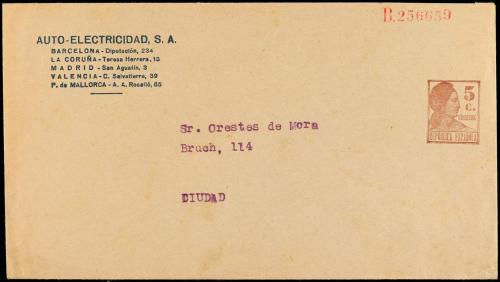 B.256659
AUTO-ELECTRICIDAD, S. A.
BARCELONA - Diputación, 234
LA CORUÑA - Teresa Herrera, 13
MADRID - San Agustín, 3
VALENCIA - C. Salvatierra, 39
P. de MALLORCA - A. A. Rosselló, 85
5
C.
CORREOS
REPUBLICA ESPAÑOLA
Sr. Orestes de Mora
Bruch, 114
CIUDAD